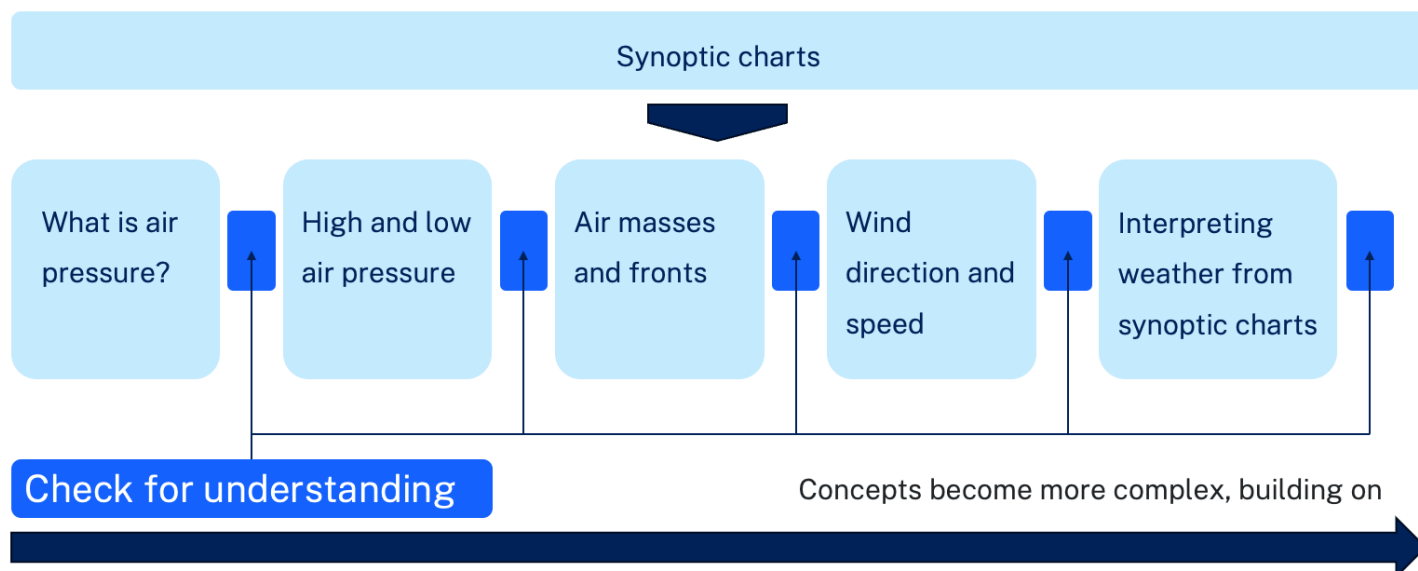 Synoptic charts
What is air
pressure?
High and low
air pressure
Air masses
and fronts
Wind
direction and
speed
Interpreting
weather from
synoptic charts
Check for understanding
Concepts become more complex, building on